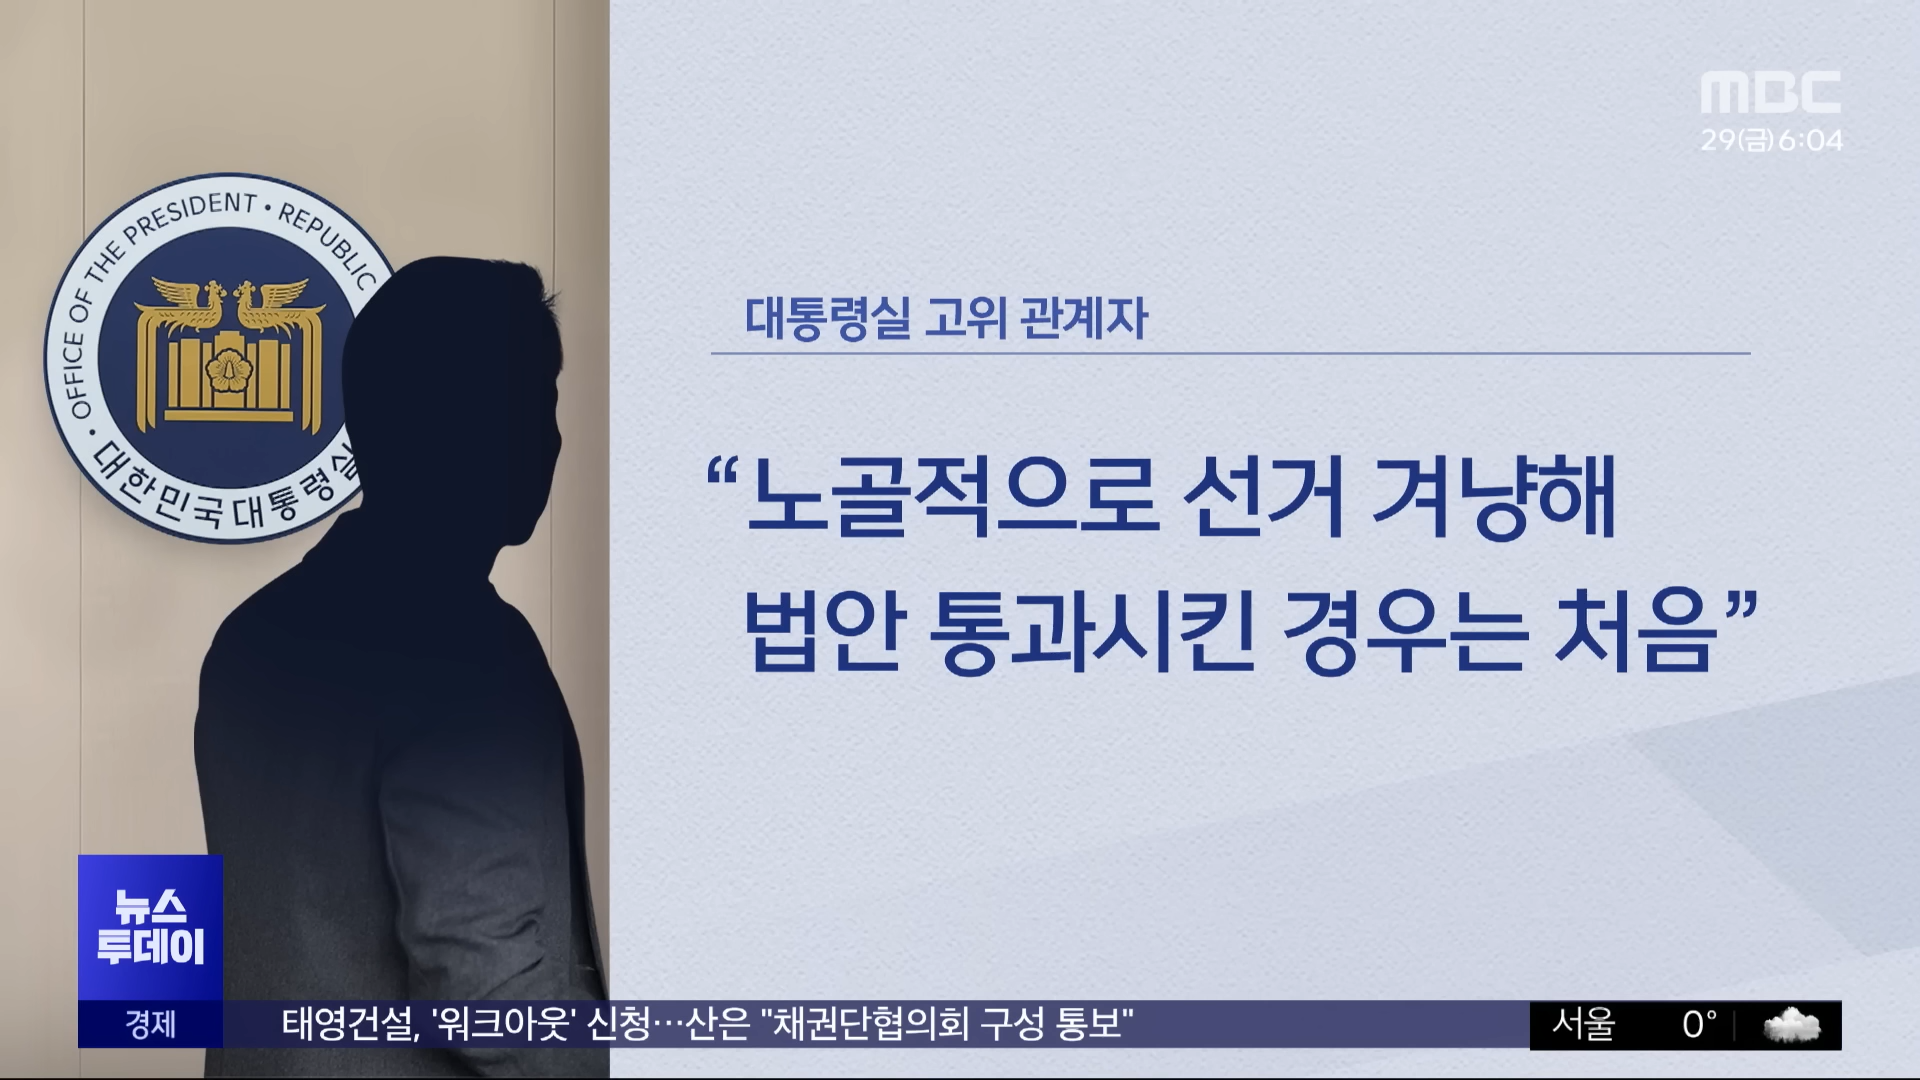 MBC
29(금)6:04
OFFICE OF THE PRESIDENT • REPUBLIC
대한민국대통령실
대통령실 고위 관계자
“노골적으로 선거 겨냥해
법안 통과시킨 경우는 처음”
뉴스
투데이
경제
태영건설, '워크아웃' 신청…산은 "채권단협의회 구성 통보"
서울 0°